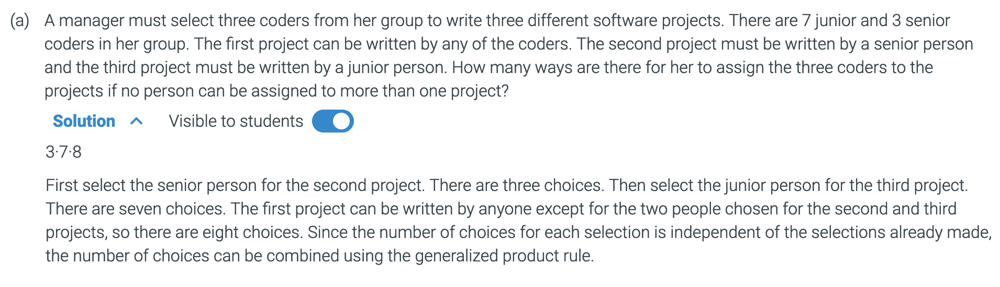 (a) A manager must select three coders from her group to write three different software projects. There are 7 junior and 3 senior
coders in her group. The first project can be written by any of the coders. The second project must be written by a senior person
and the third project must be written by a junior person. How many ways are there for her to assign the three coders to the
projects if no person can be assigned to more than one project?
Solution Visible to students
3·7·8
First select the senior person for the second project. There are three choices. Then select the junior person for the third project.
There are seven choices. The first project can be written by anyone except for the two people chosen for the second and third
projects, so there are eight choices. Since the number of choices for each selection is independent of the selections already made,
the number of choices can be combined using the generalized product rule.